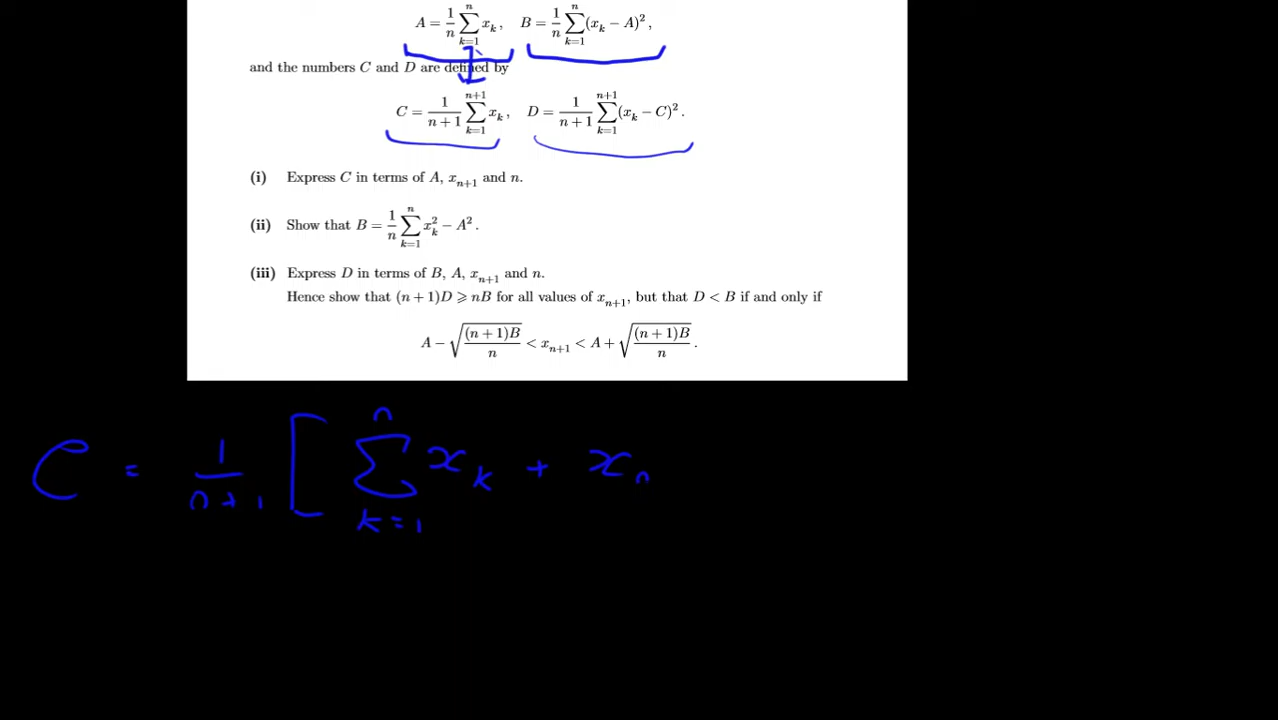 A = 1/n ∑_{k=1}^{n} x_k, B = 1/n ∑_{k=1}^{n} (x_k − A)²,
and the numbers C and D are defined by
C = 1/(n+1) ∑_{k=1}^{n+1} x_k, D = 1/(n+1) ∑_{k=1}^{n+1} (x_k − C)².
(i) Express C in terms of A, x_{n+1} and n.
(ii) Show that B = 1/n ∑_{k=1}^{n} x_k² − A².
(iii) Express D in terms of B, A, x_{n+1} and n.
Hence show that (n + 1)D ⩾ nB for all values of x_{n+1}, but that D < B if and only if
A − √((n + 1)B / n) < x_{n+1} < A + √((n + 1)B / n).
C = 1/(n+1) [ ∑_{k=1}^{n} x_k + x_n